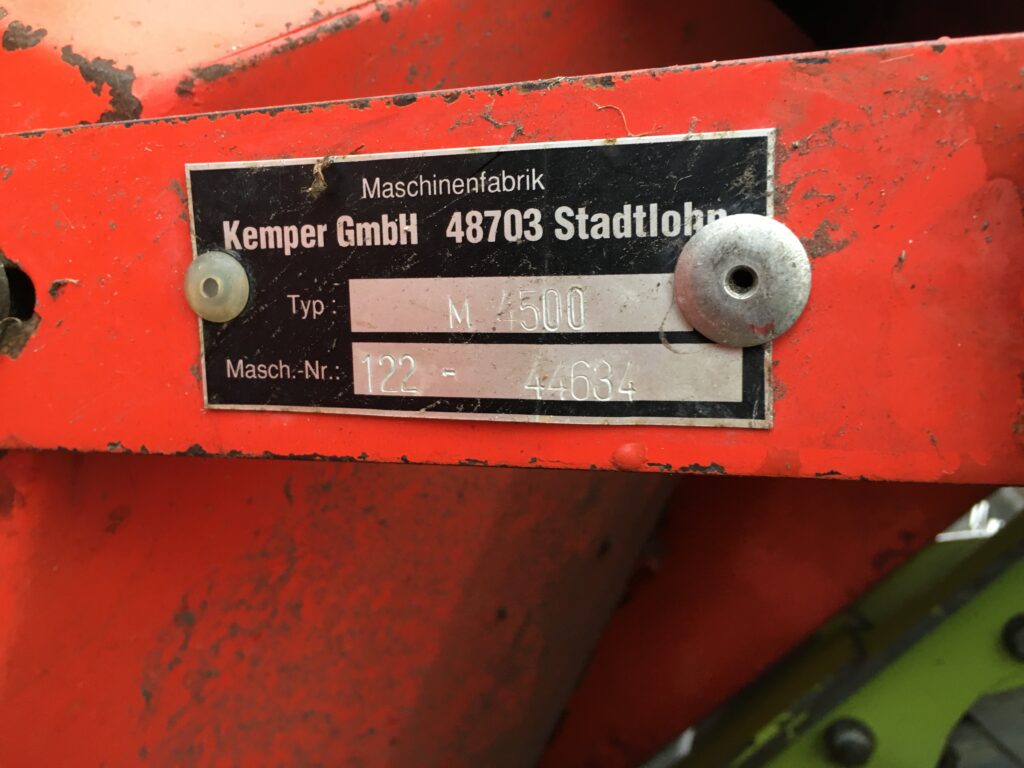 Maschinenfabrik
Kemper GmbH 48703 Stadtlohn
Typ : M 4500
Masch.-Nr.: 122 - 44634